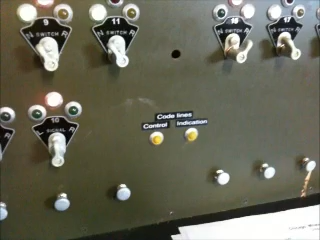 9
N SWITCH R
11
N SWITCH R
SWITCH R
17
SWITCH
10
SIGNAL R
Code lines
Control Indication